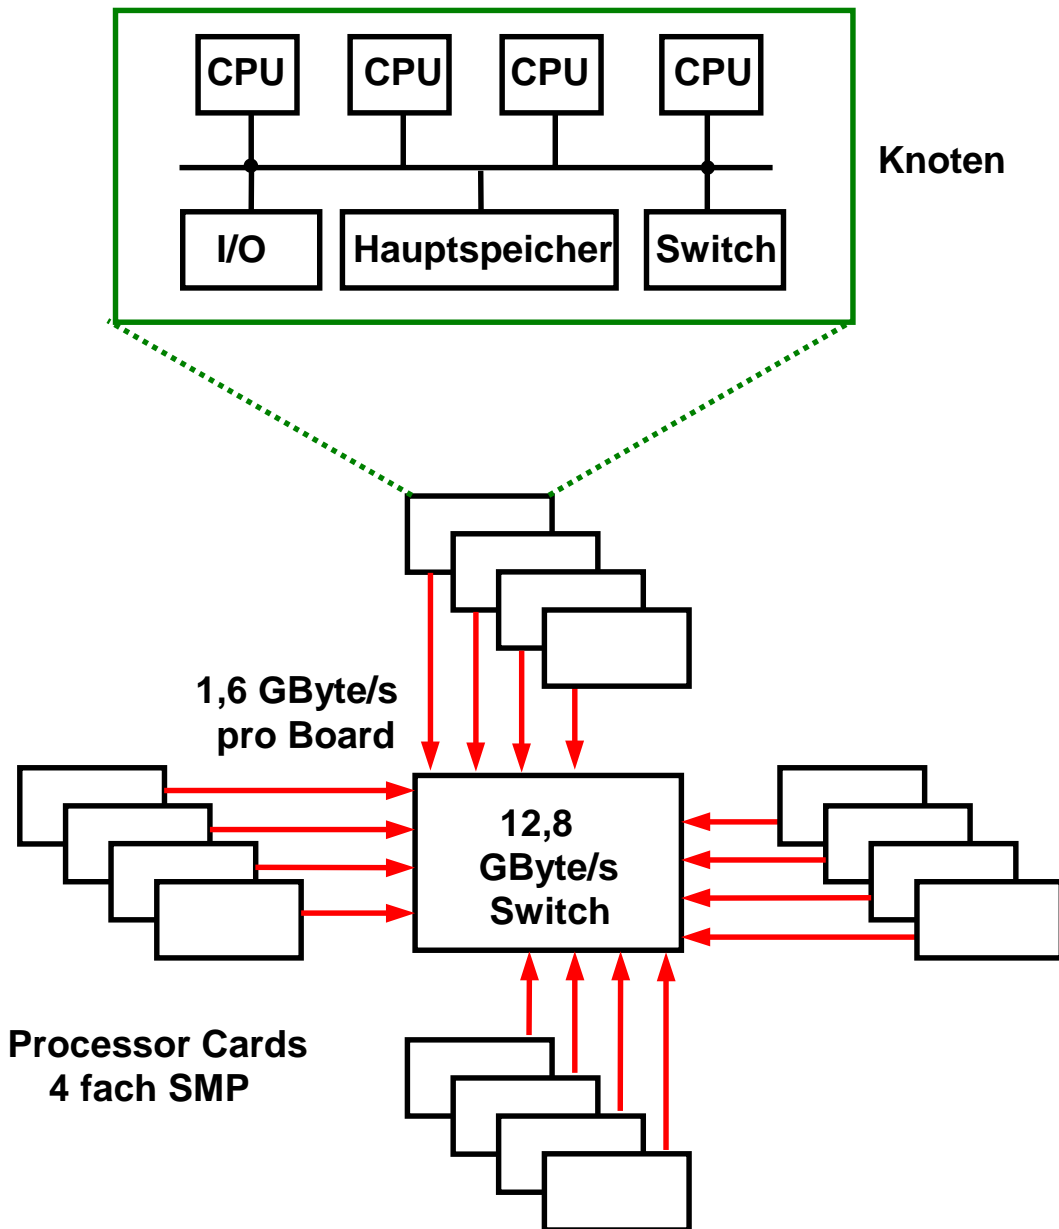 CPU CPU CPU CPU
Knoten
I/O Hauptspeicher Switch
1,6 GByte/s
pro Board
12,8
GByte/s
Switch
Processor Cards
4 fach SMP